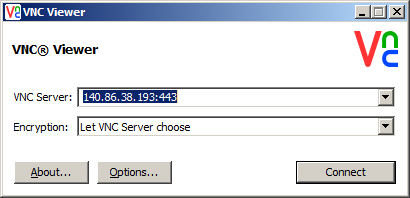 VNC Viewer
VNC® Viewer
VNC
VNC Server: 140.86.38.193:443
Encryption: Let VNC Server choose
About... Options... Connect